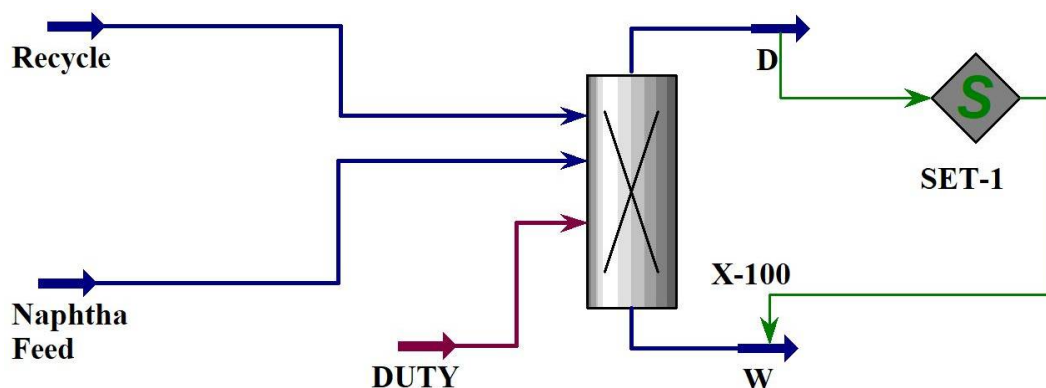 Recycle
D
S
SET-1
X-100
Naphtha
Feed
DUTY
W